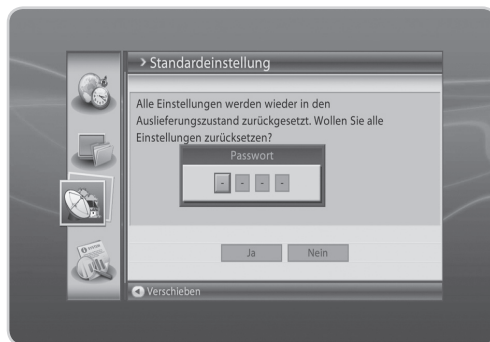 > Standardeinstellung
Alle Einstellungen werden wieder in den
Auslieferungszustand zurückgesetzt. Wollen Sie alle
Einstellungen zurücksetzen?
Passwort
- - - -
Ja Nein
Verschieben